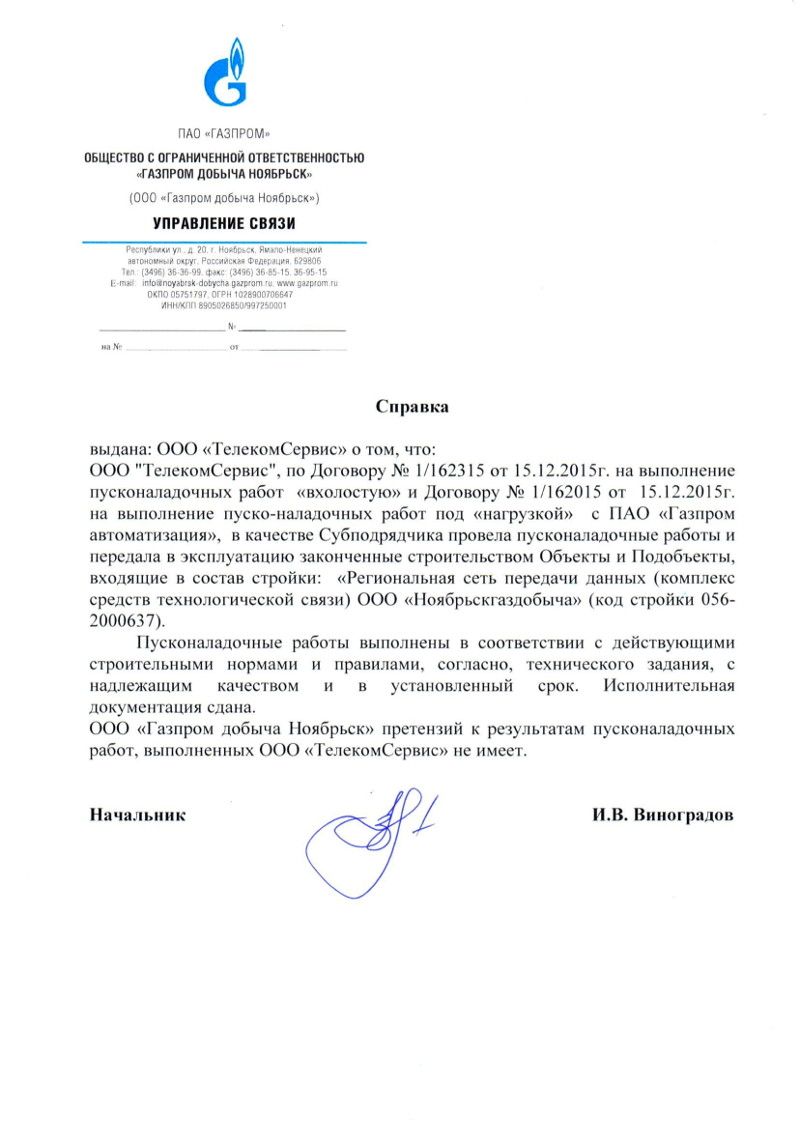 ПАО «ГАЗПРОМ»
ОБЩЕСТВО С ОГРАНИЧЕННОЙ ОТВЕТСТВЕННОСТЬЮ
«ГАЗПРОМ ДОБЫЧА НОЯБРЬСК»
(ООО «Газпром добыча Ноябрьск»)
УПРАВЛЕНИЕ СВЯЗИ
Республики ул., д. 20, г. Ноябрьск, Ямало-Ненецкий
автономный округ, Российская Федерация, 629806
Тел.: (3496) 36-36-99, факс: (3496) 36-85-15, 36-95-15
E-mail: info@noyabrsk-dobycha.gazprom.ru, www.gazprom.ru
ОКПО 05751797, ОГРН 1028900706647
ИНН/КПП 8905026850/997250001
№
на № от
Справка
выдана: ООО «ТелекомСервис» о том, что:
ООО "ТелекомСервис", по Договору № 1/162315 от 15.12.2015г. на выполнение
пусконаладочных работ «вхолостую» и Договору № 1/162015 от 15.12.2015г.
на выполнение пуско-наладочных работ под «нагрузкой» с ПАО «Газпром
автоматизация», в качестве Субподрядчика провела пусконаладочные работы и
передала в эксплуатацию законченные строительством Объекты и Подобъекты,
входящие в состав стройки: «Региональная сеть передачи данных (комплекс
средств технологической связи) ООО «Ноябрьскгаздобыча» (код стройки 056-
2000637).
Пусконаладочные работы выполнены в соответствии с действующими
строительными нормами и правилами, согласно, технического задания, с
надлежащим качеством и в установленный срок. Исполнительная
документация сдана.
ООО «Газпром добыча Ноябрьск» претензий к результатам пусконаладочных
работ, выполненных ООО «ТелекомСервис» не имеет.
Начальник И.В. Виноградов